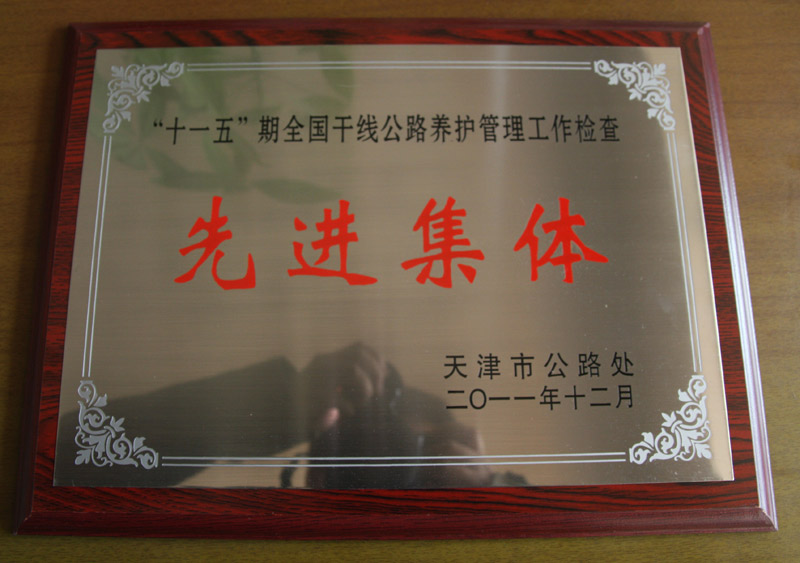 “十一五”期全国干线公路养护管理工作检查
先进集体
天津市公路处
二〇一一年十二月